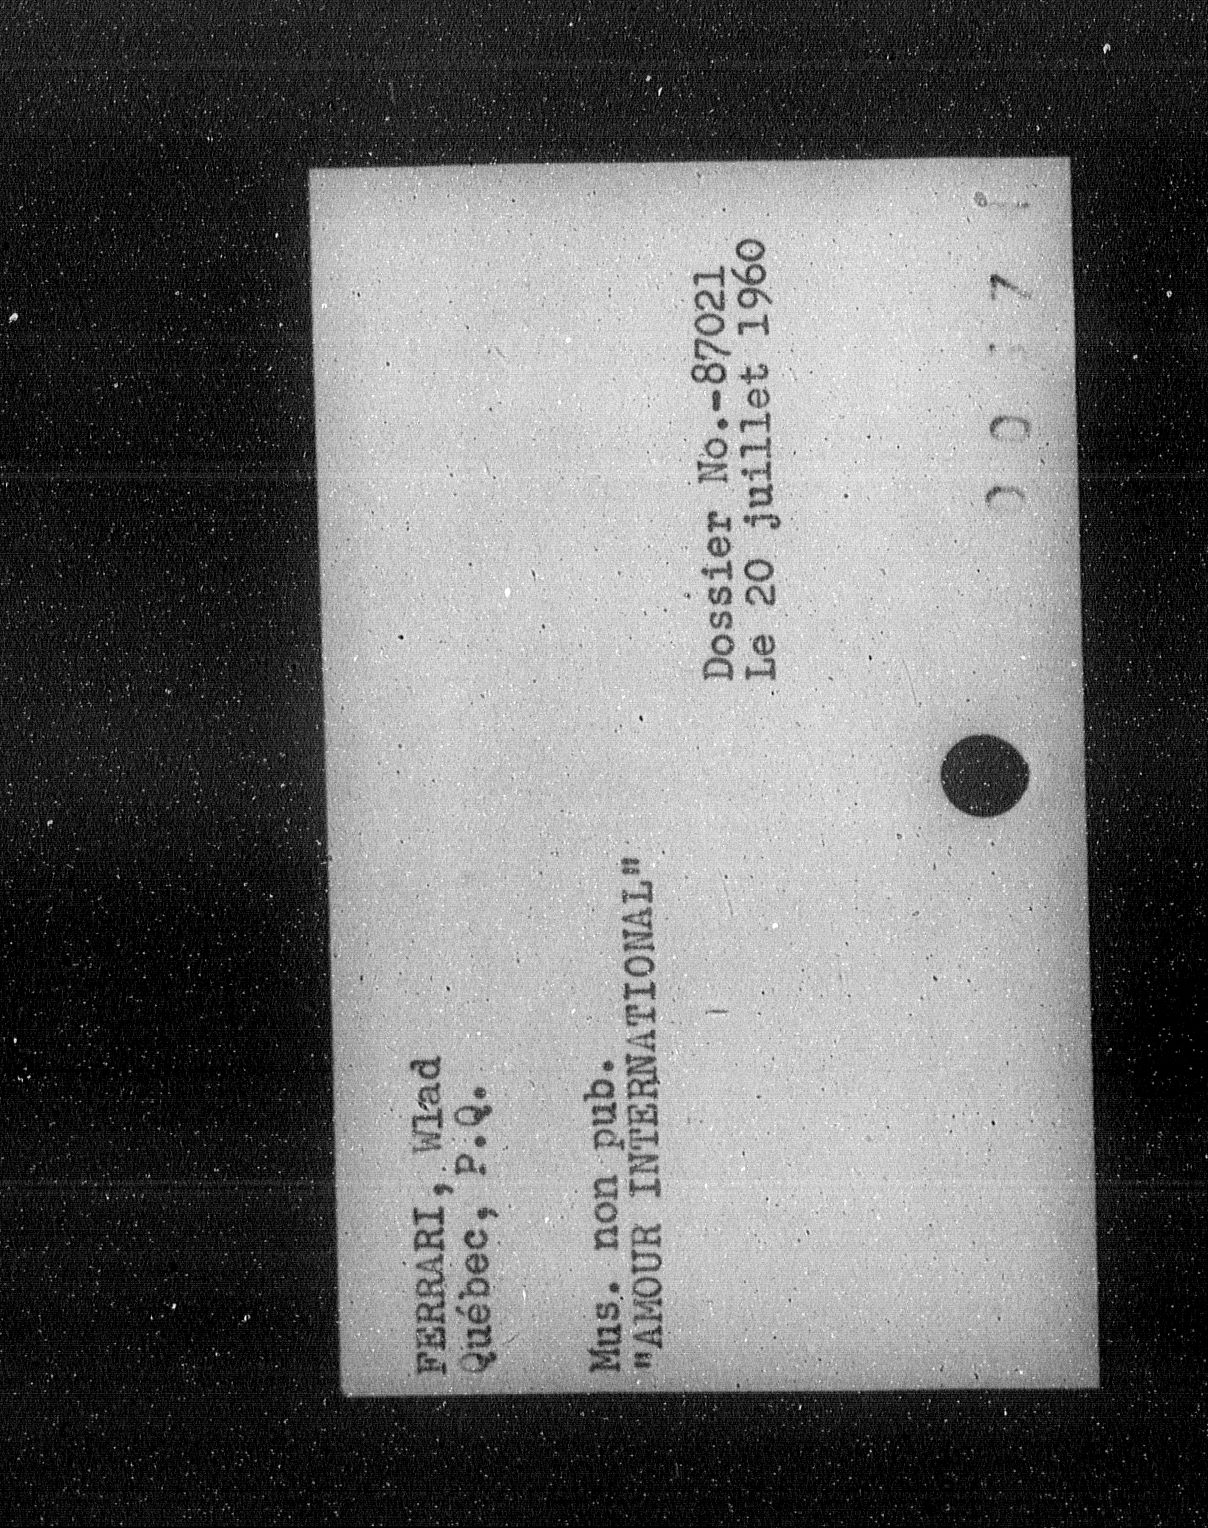 FERRARI, Wlad
Québec, P.Q.
Mus. non pub.
"AMOUR INTERNATIONAL"
Dossier No.-87021
Le 20 juillet 1960